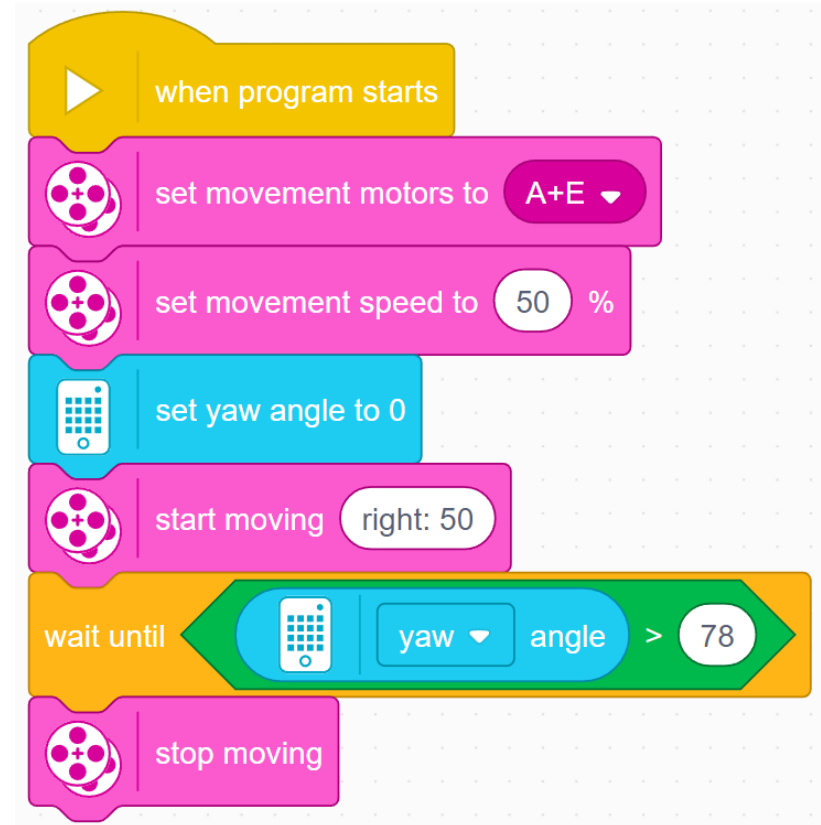 when program starts
set movement motors to A+E
set movement speed to 50 %
set yaw angle to 0
start moving right: 50
wait until yaw angle > 78
stop moving